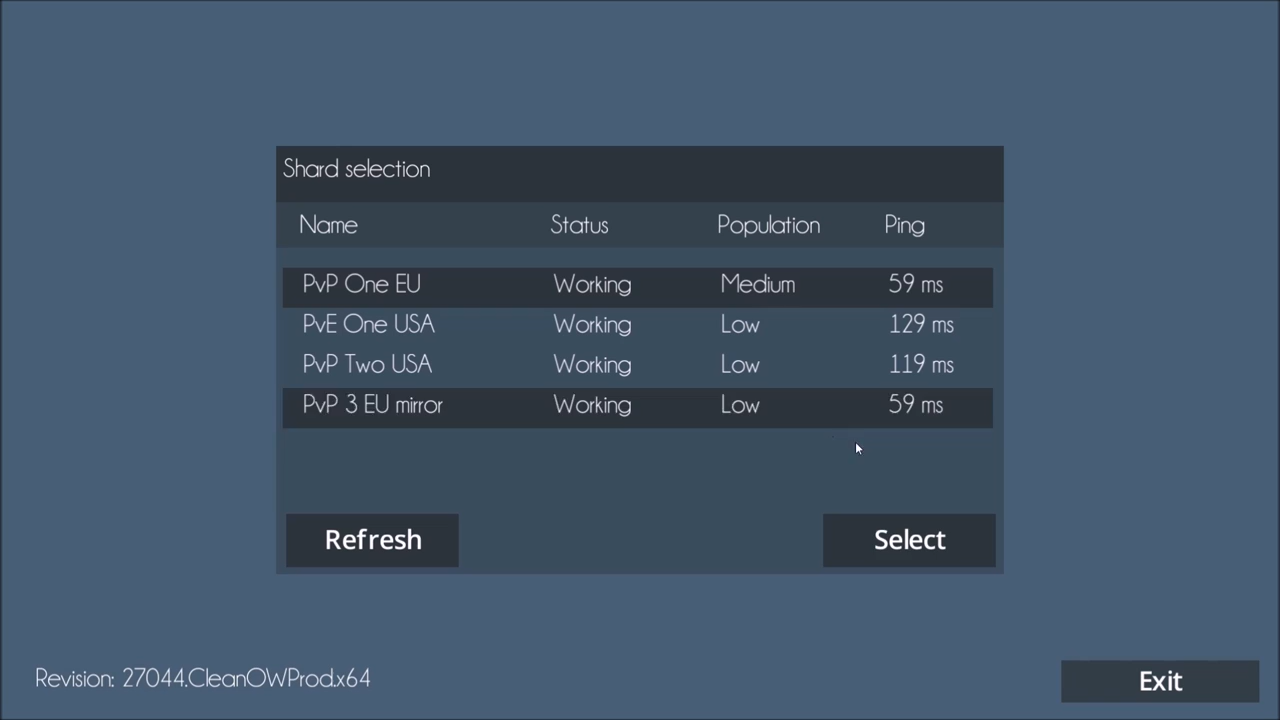 Shard selection
Name Status Population Ping
PvP One EU Working Medium 59 ms
PvE One USA Working Low 129 ms
PvP Two USA Working Low 119 ms
PvP 3 EU mirror Working Low 59 ms
Refresh Select
Revision: 27044.CleanOWProd.x64
Exit